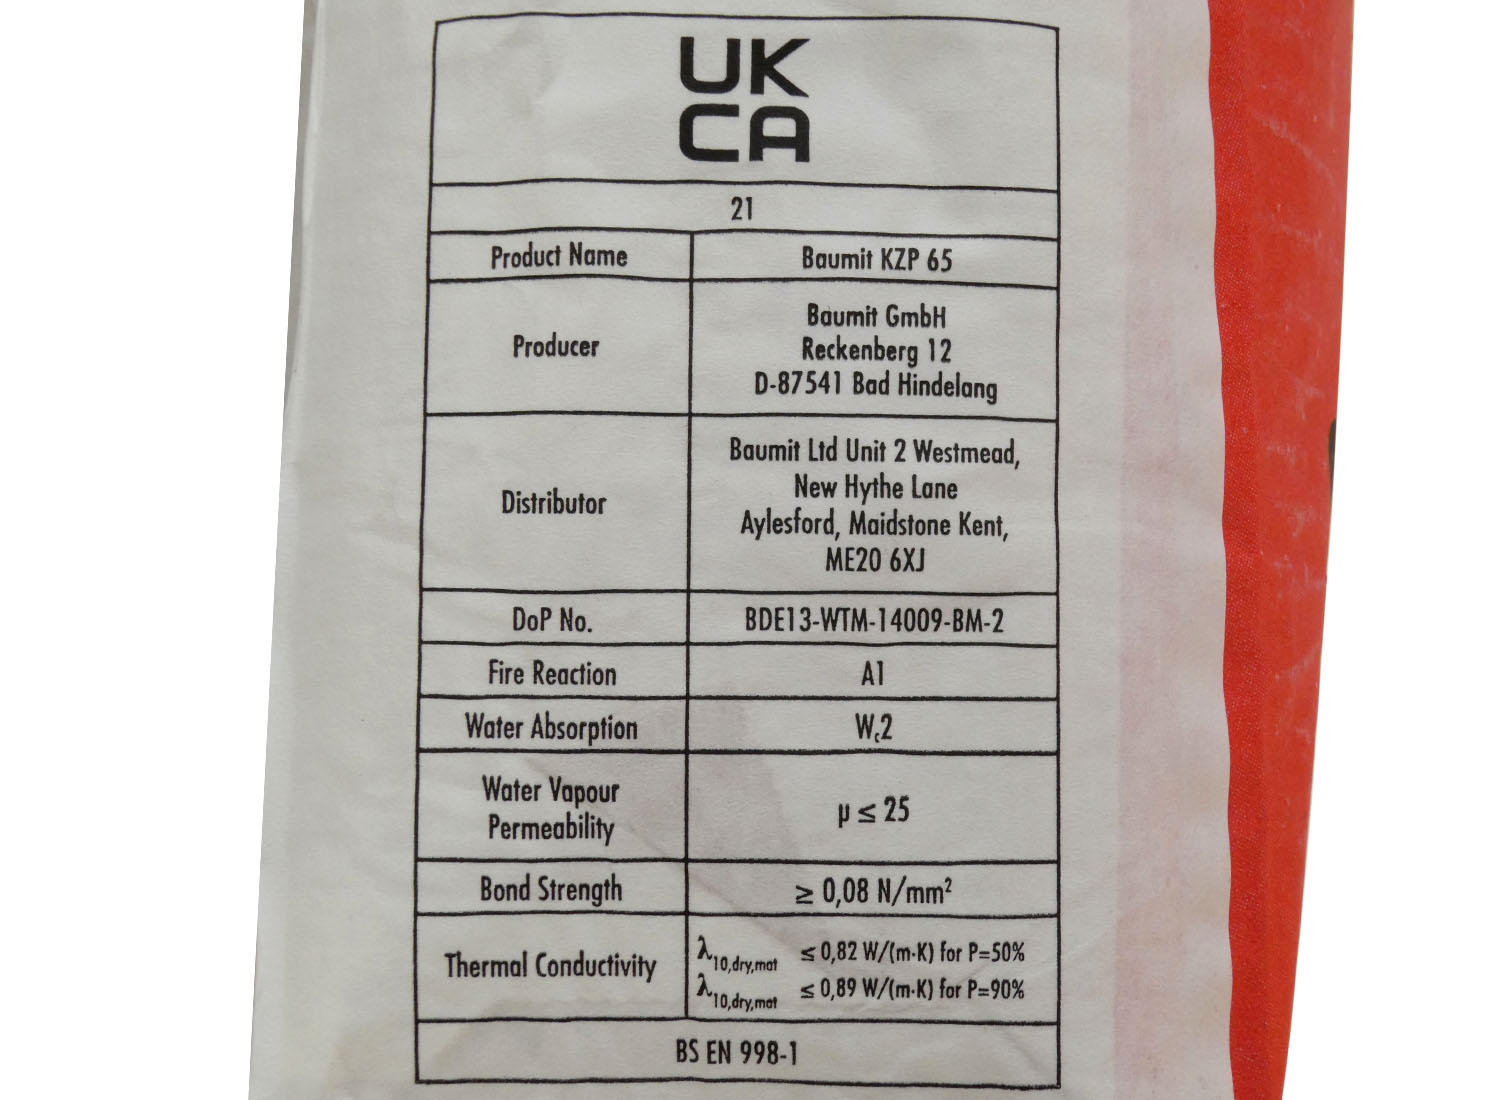 UK
CA
21
Product Name
Baumit KZP 65
Producer
Baumit GmbH
Reckenberg 12
D-87541 Bad Hindelang
Distributor
Baumit Ltd Unit 2 Westmead,
New Hythe Lane
Aylesford, Maidstone Kent,
ME20 6XJ
DoP No.
BDE13-WTM-14009-BM-2
Fire Reaction
A1
Water Absorption
Wc2
Water Vapour
Permeability
μ ≤ 25
Bond Strength
≥ 0,08 N/mm²
Thermal Conductivity
λ10,dry,mat ≤ 0,82 W/(m·K) for P=50%
λ10,dry,mat ≤ 0,89 W/(m·K) for P=90%
BS EN 998-1